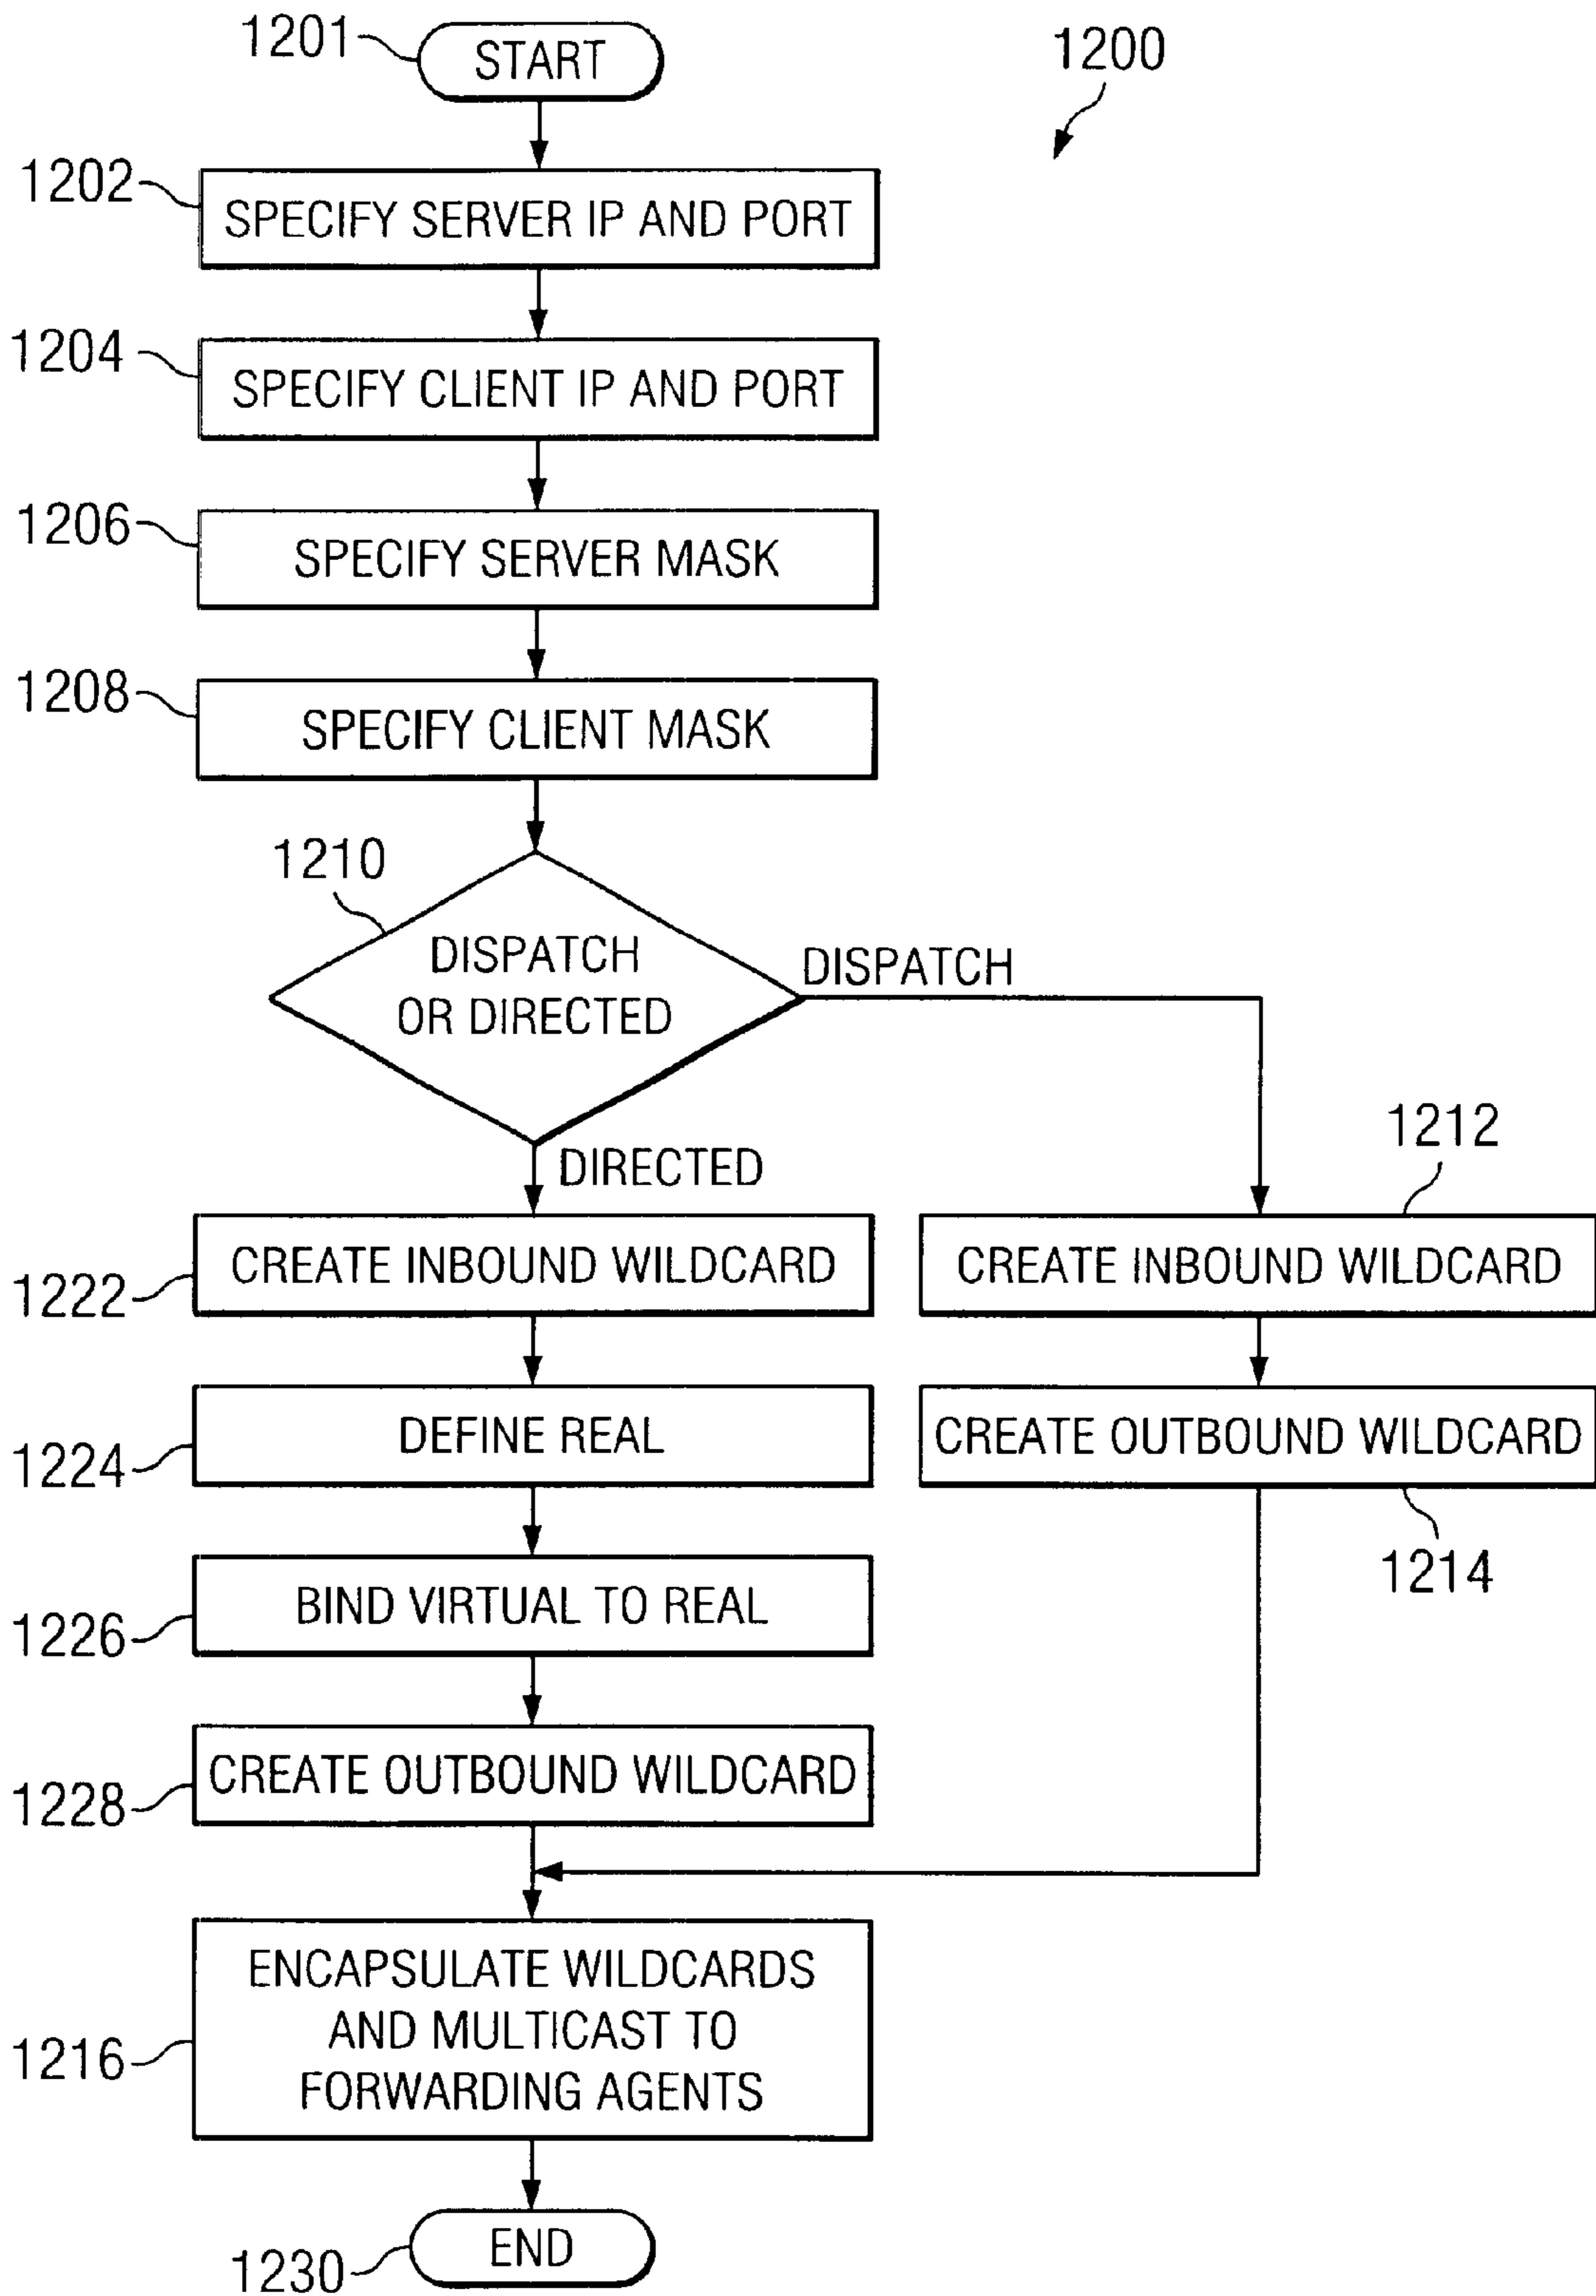 1201
START
1200
1202
SPECIFY SERVER IP AND PORT
1204
SPECIFY CLIENT IP AND PORT
1206
SPECIFY SERVER MASK
1208
SPECIFY CLIENT MASK
1210
DISPATCH
OR DIRECTED
DISPATCH
DIRECTED
1212
1222
CREATE INBOUND WILDCARD
CREATE INBOUND WILDCARD
1224
DEFINE REAL
CREATE OUTBOUND WILDCARD
1214
1226
BIND VIRTUAL TO REAL
1228
CREATE OUTBOUND WILDCARD
1216
ENCAPSULATE WILDCARDS
AND MULTICAST TO
FORWARDING AGENTS
1230
END